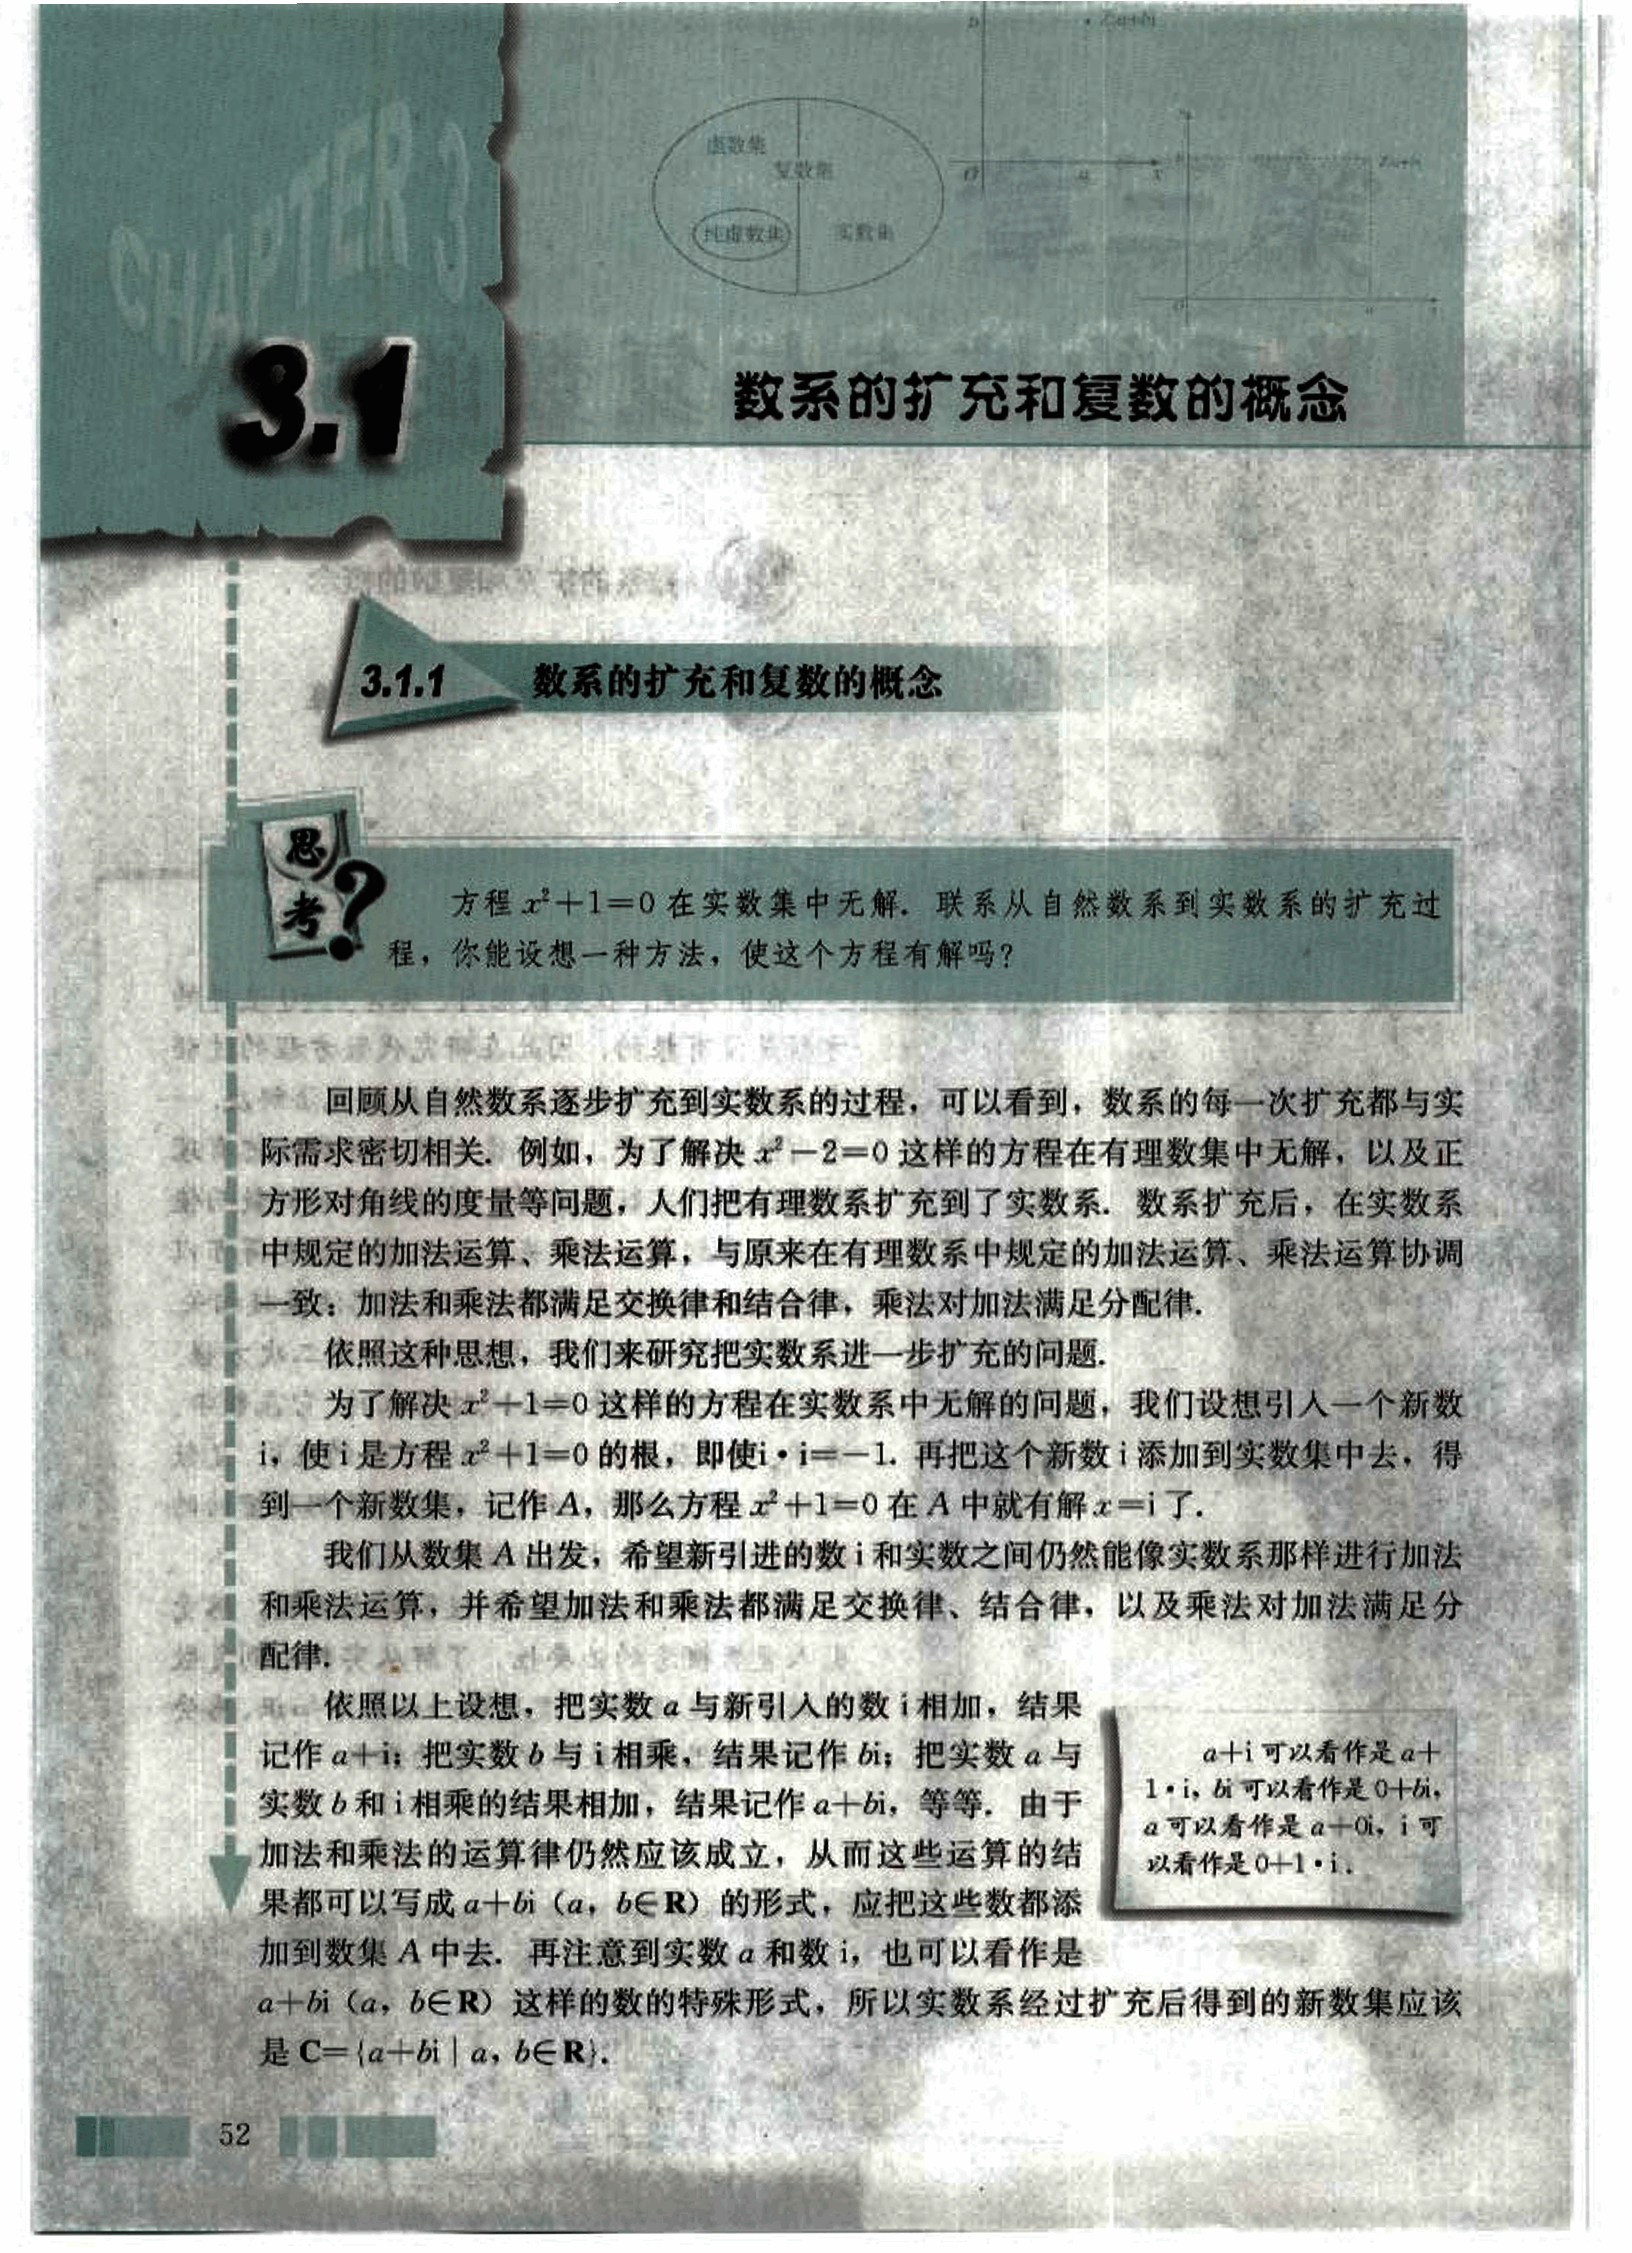 CHAPTER 3
虚数集
复数集
纯虚数集
实数集
3.1
数系的扩充和复数的概念
3.1.1 数系的扩充和复数的概念
思考?
方程 x²+1=0 在实数集中无解. 联系从自然数系到实数系的扩充过
程, 你能设想一种方法, 使这个方程有解吗?
回顾从自然数系逐步扩充到实数系的过程, 可以看到, 数系的每一次扩充都与实
际需求密切相关. 例如, 为了解决 x²-2=0 这样的方程在有理数集中无解, 以及正
方形对角线的度量等问题, 人们把有理数系扩充到了实数系. 数系扩充后, 在实数系
中规定的加法运算、乘法运算, 与原来在有理数系中规定的加法运算、乘法运算协调
一致: 加法和乘法都满足交换律和结合律, 乘法对加法满足分配律.
依照这种思想, 我们来研究把实数系进一步扩充的问题.
为了解决 x²+1=0 这样的方程在实数系中无解的问题, 我们设想引入一个新数
i, 使 i 是方程 x²+1=0 的根, 即使i·i=-1. 再把这个新数 i 添加到实数集中去, 得
到一个新数集, 记作 A, 那么方程 x²+1=0 在 A 中就有解 x=i 了.
我们从数集 A 出发, 希望新引进的数 i 和实数之间仍然能像实数系那样进行加法
和乘法运算, 并希望加法和乘法都满足交换律、结合律, 以及乘法对加法满足分
配律.
依照以上设想, 把实数 a 与新引入的数 i 相加, 结果
记作 a+i; 把实数 b 与 i 相乘, 结果记作 bi; 把实数 a 与
实数 b 和 i 相乘的结果相加, 结果记作 a+bi, 等等. 由于
加法和乘法的运算律仍然应该成立, 从而这些运算的结
果都可以写成 a+bi (a, b∈R) 的形式, 应把这些数都添
加到数集 A 中去. 再注意到实数 a 和数 i, 也可以看作是
a+bi (a, b∈R) 这样的数的特殊形式, 所以实数系经过扩充后得到的新数集应该
是 C={a+bi | a, b∈R}.
a+i 可以看作是 a+
1·i, bi 可以看作是 0+bi,
a 可以看作是 a+0i, i 可
以看作是 0+1·i.
52